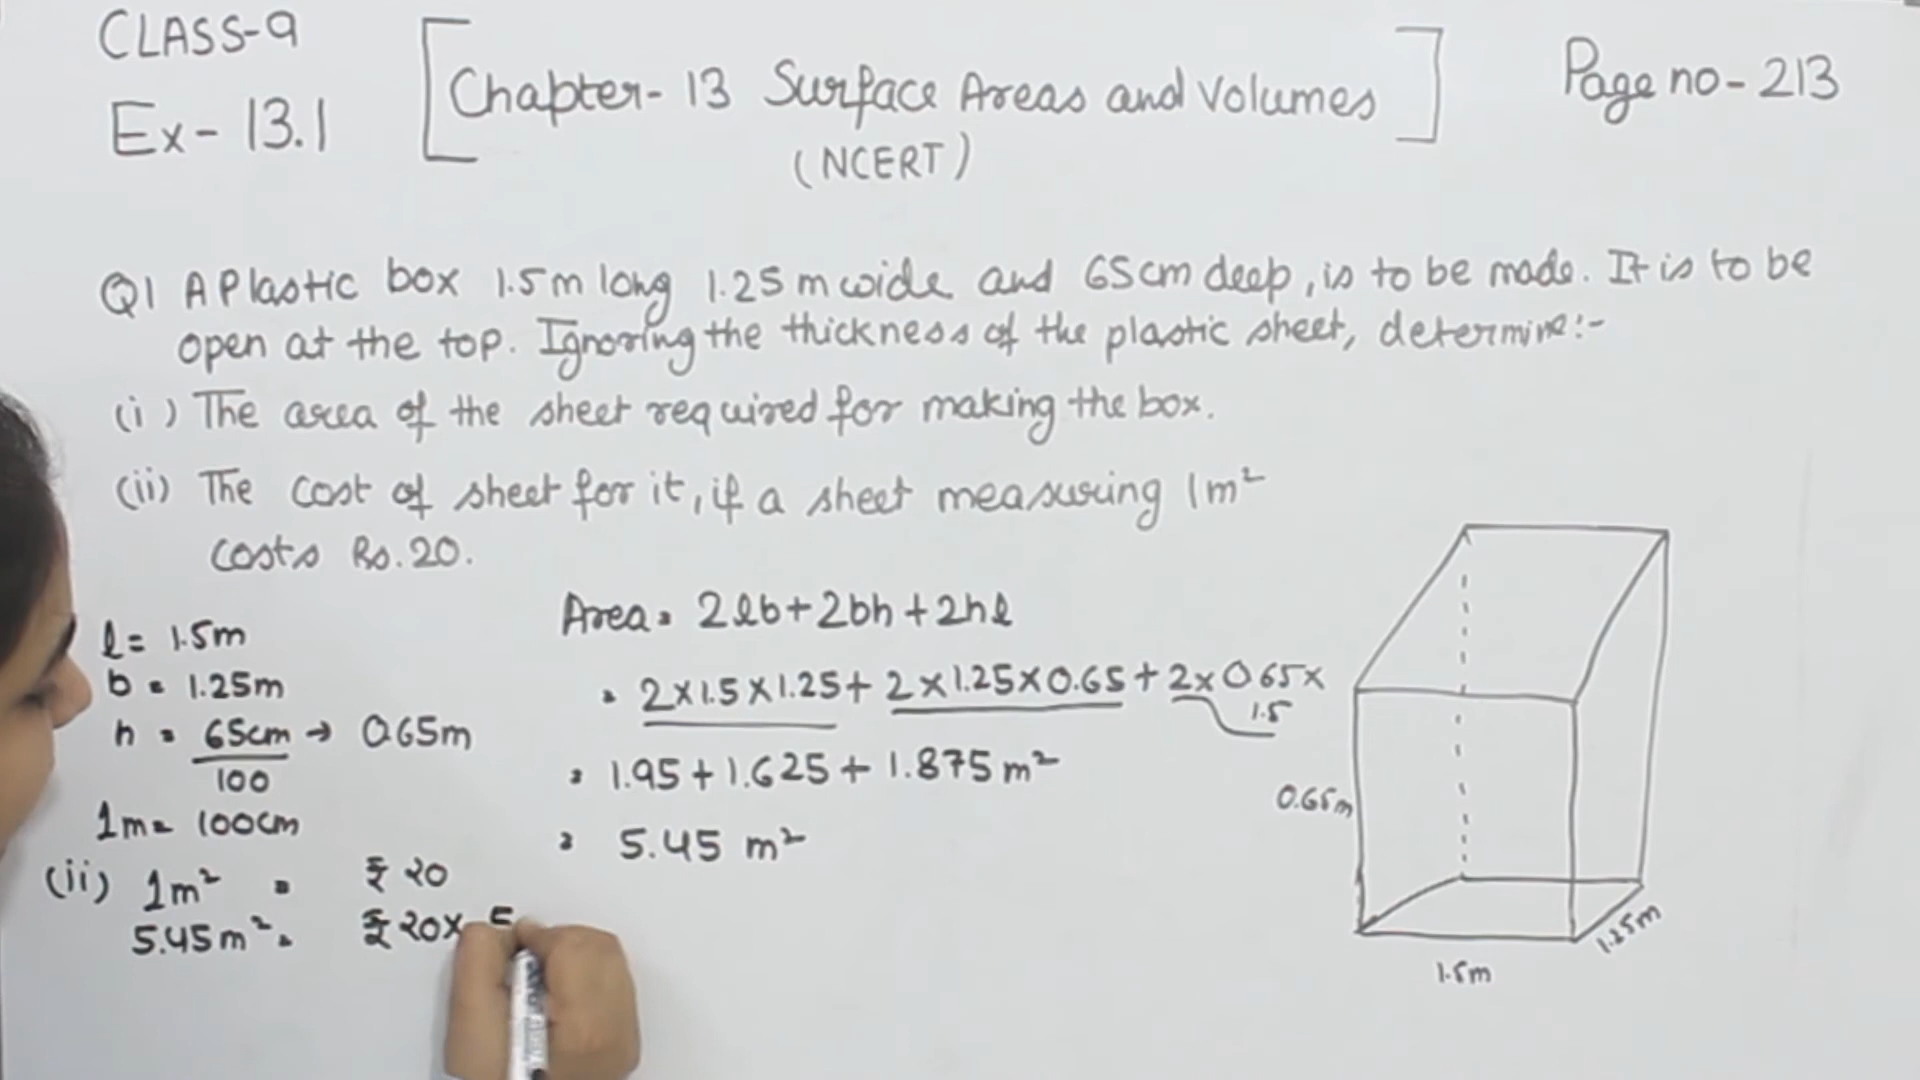 CLASS-9
Ex- 13.1
[Chapter- 13 Surface Areas and Volumes]
(NCERT)
Page no- 213
Q1 A Plastic box 1.5m long 1.25 m wide and 65cm deep, is to be made. It is to be
open at the top. Ignoring the thickness of the plastic sheet, determine:-
(i) The area of the sheet required for making the box.
(ii) The cost of sheet for it, if a sheet measuring 1m²
costs Rs.20.
l = 1.5m
b = 1.25m
h = 65cm → 0.65m
100
1m = 100cm
Area = 2lb+2bh+2hl
= 2×1.5×1.25+ 2×1.25×0.65 + 2×0.65×
1.5
= 1.95+1.625+1.875m²
= 5.45 m²
(ii) 1m² = ₹ 20
5.45m² = ₹ 20× 5
0.65m
1.5m
1.25m